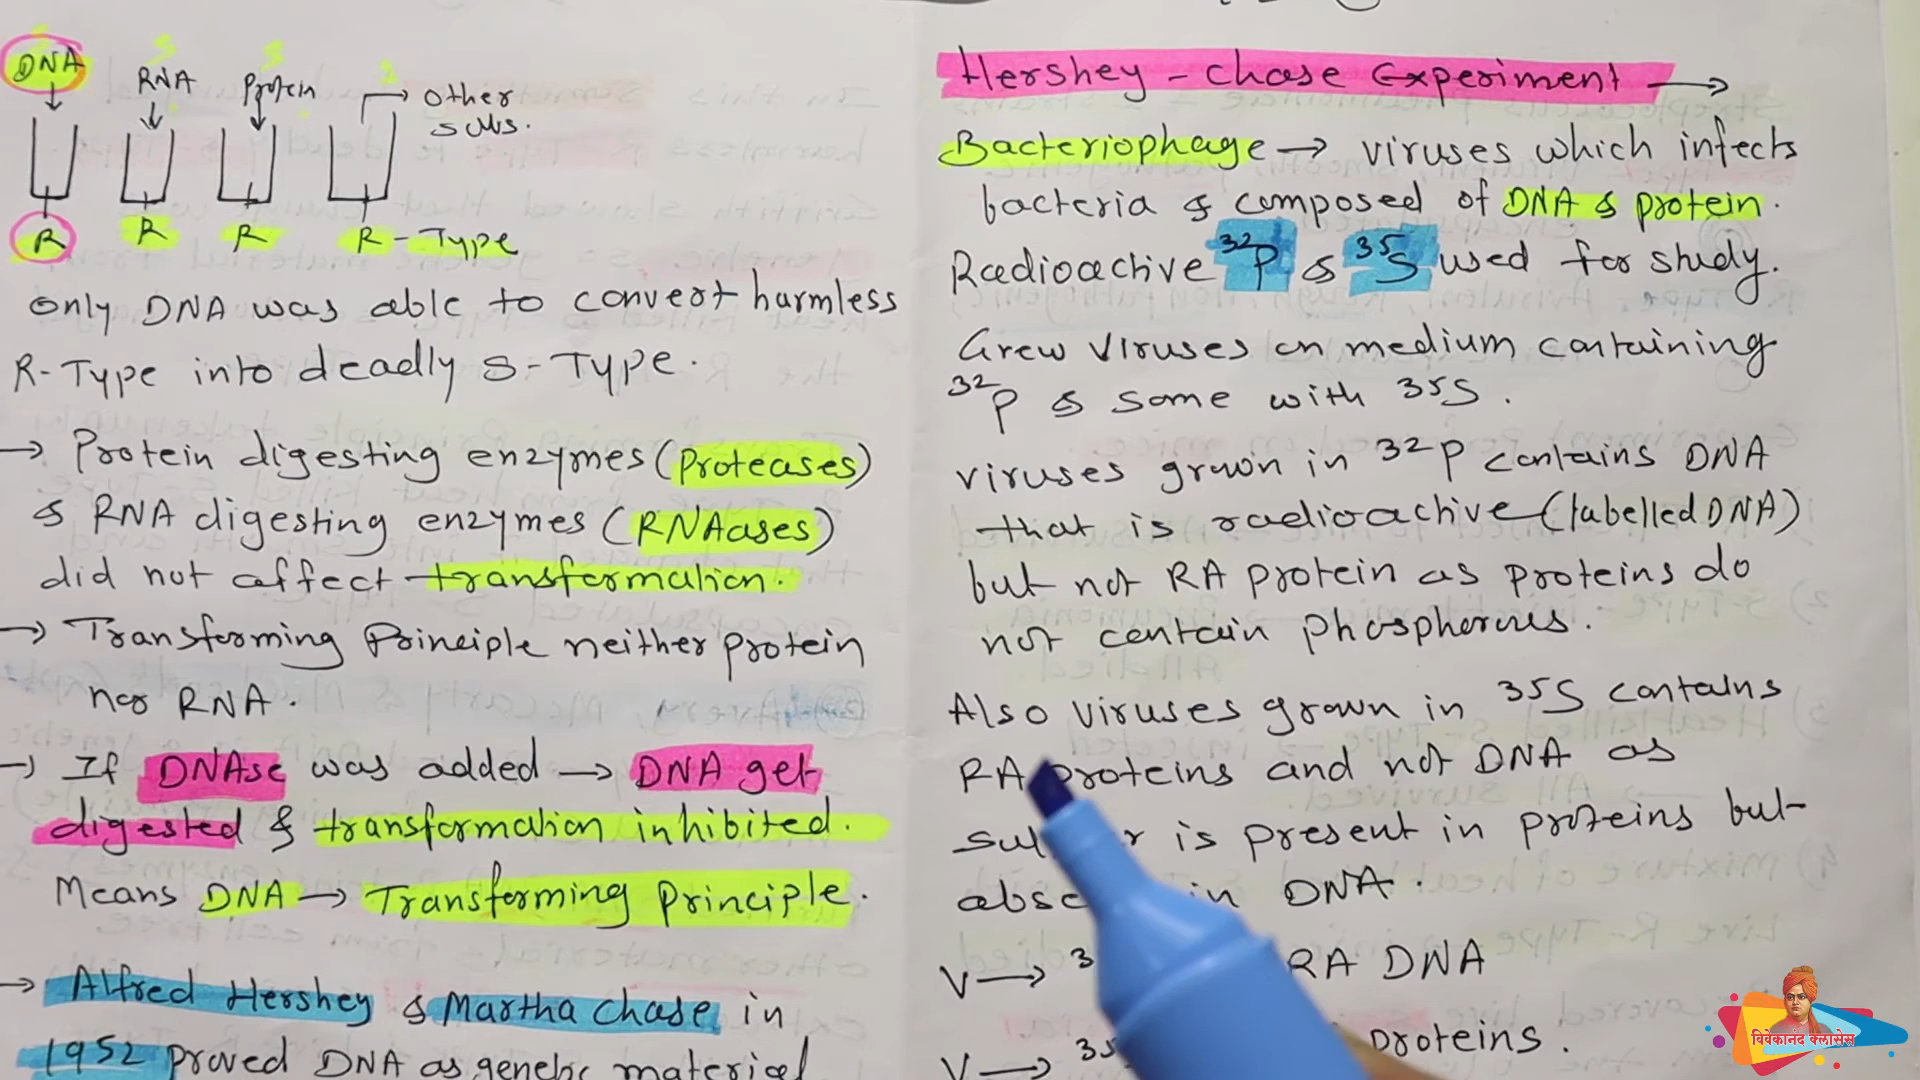 DNA RNA Protein Other
subs.
R R R R - Type
only DNA was able to convert harmless
R-Type into deadly S-Type.
→ Protein digesting enzymes (Proteases)
& RNA digesting enzymes (RNAases)
did not affect transformation.
→ Transforming Principle neither protein
nor RNA.
→ If DNAse was added → DNA get
digested & transformation inhibited.
Means DNA → Transforming Principle.
→ Alfred Hershey & Martha Chase in
1952 proved DNA as genetic material
Hershey - Chase Experiment →
Bacteriophage → viruses which infects
bacteria & composed of DNA & protein.
Radioactive 32P & 35S used for study.
Grew viruses on medium containing
32P & some with 35S.
viruses grown in 32P contains DNA
that is radioactive (labelled DNA)
but not RA protein as proteins do
not contain phosphorous.
Also viruses grown in 35S contains
RA proteins and not DNA as
is present in proteins but
in DNA.
V → RA DNA
V → 35 proteins.
विवेकानंद क्लासेस